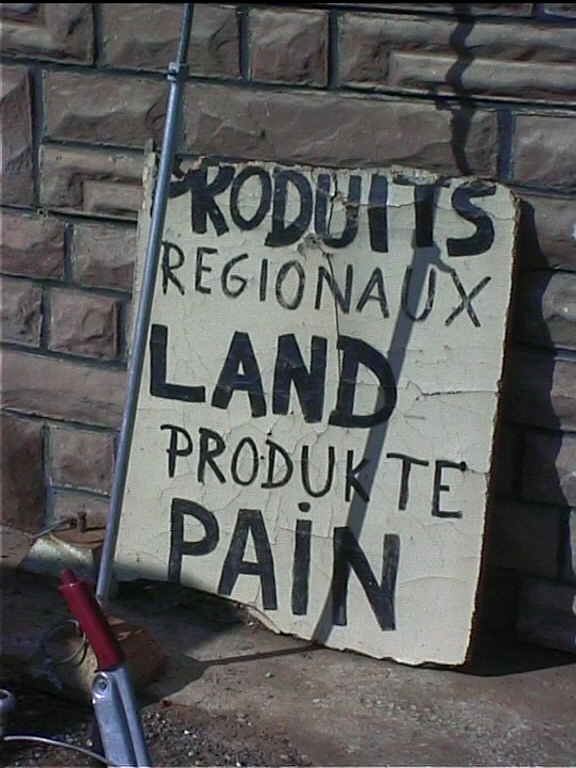 PRODUITS
REGIONAUX
LAND
PRODUKTE
PAiN